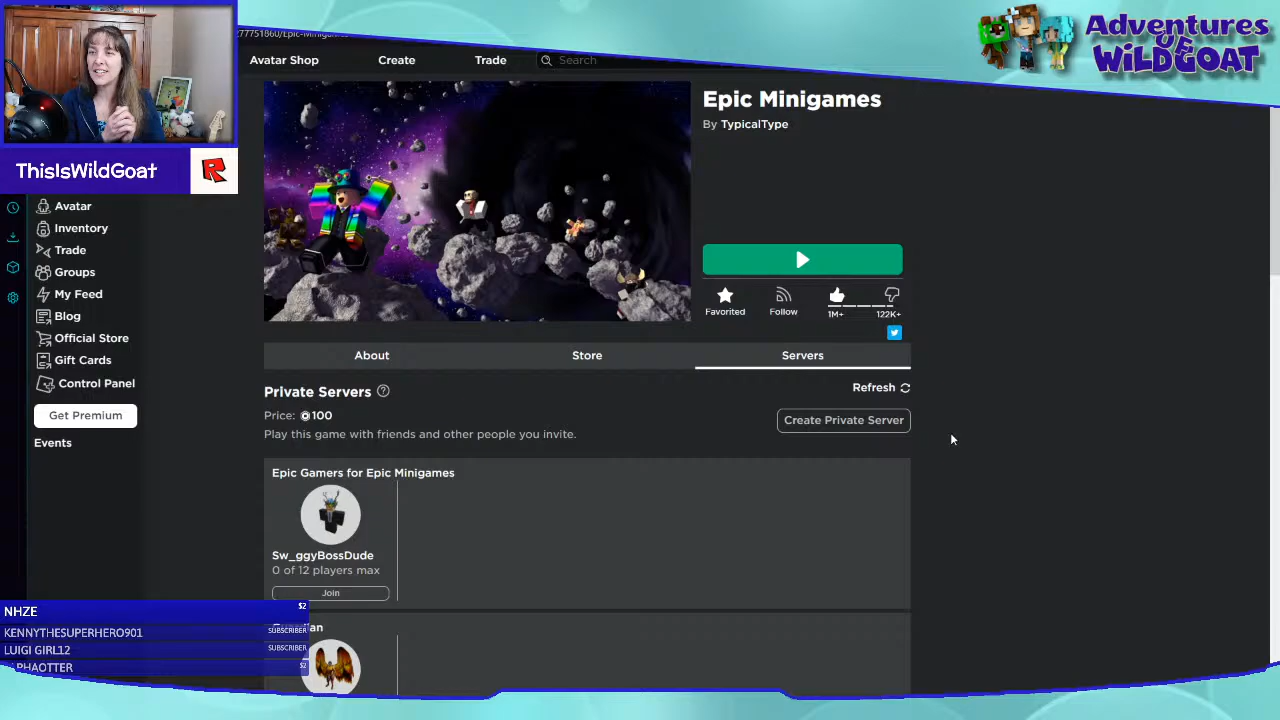 Adventures
OF
WiLDGOAT
Avatar Shop
Create
Trade
Search
Epic Minigames
By TypicalType
ThisIsWildGoat
Avatar
Inventory
Trade
Groups
My Feed
Blog
Official Store
Gift Cards
Control Panel
Get Premium
Events
Favorited
Follow
1M+
122K+
About
Store
Servers
Private Servers
Refresh
Price: 100
Create Private Server
Play this game with friends and other people you invite.
Epic Gamers for Epic Minigames
Sw_ggyBossDude
0 of 12 players max
Join
NHZE $2
KENNYTHESUPERHERO901 SUBSCRIBER
LUIGI GIRL12 SUBSCRIBER
$2